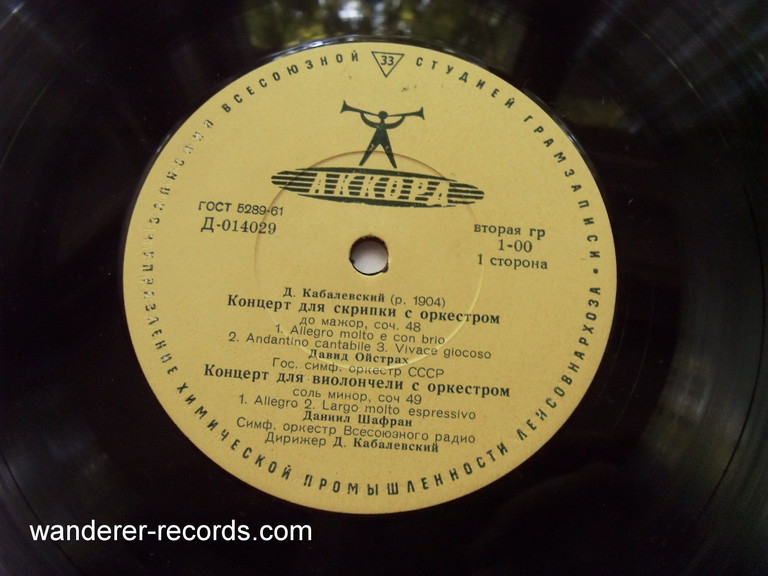 ВСЕСОЮЗНОЙ 33 СТУДИЕЙ ГРАМЗАПИСИ •
ХИМИЧЕСКОЙ ПРОМЫШЛЕННОСТИ ЛЕНСОВНАРХОЗА
АККОРД
ГОСТ 5289-61
Д-014029
вторая гр
1-00
1 сторона
Д. Кабалевский (р. 1904)
Концерт для скрипки с оркестром
до мажор, соч. 48
1. Allegro molto e con brio
2. Andantino cantabile 3. Vivace giocoso
Давид Ойстрах
Гос. симф. оркестр СССР
Концерт для виолончели с оркестром
соль минор, соч 49
1. Allegro 2. Largo molto espressivo
Даниил Шафран
Симф. оркестр Всесоюзного радио
Дирижер Д. Кабалевский
wanderer-records.com